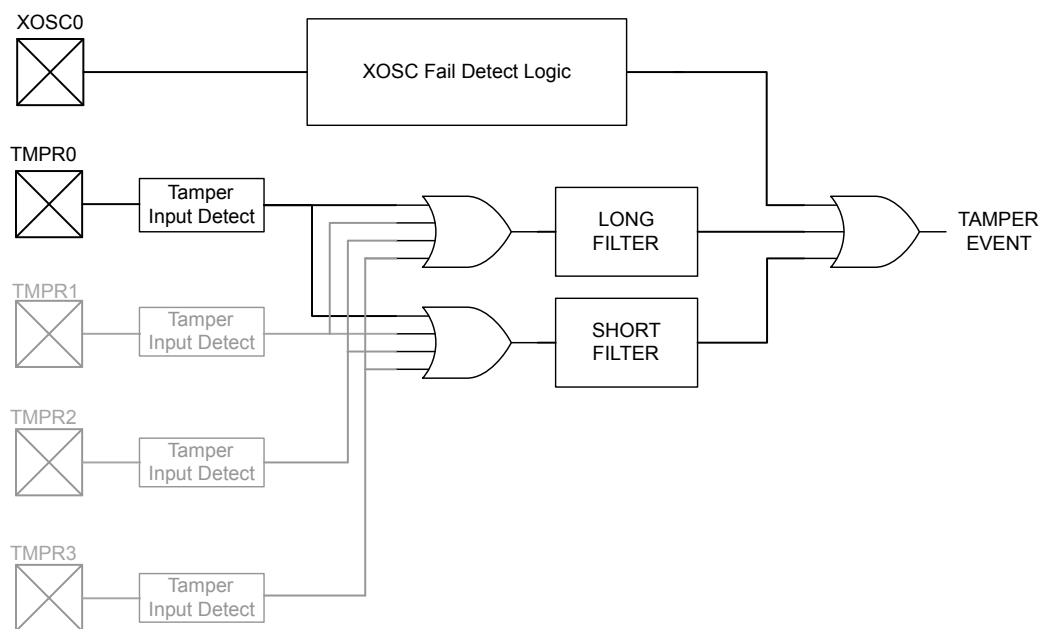 XOSC0
XOSC Fail Detect Logic
TMPR0
Tamper
Input Detect
LONG
FILTER
TAMPER
EVENT
TMPR1
Tamper
Input Detect
SHORT
FILTER
TMPR2
Tamper
Input Detect
TMPR3
Tamper
Input Detect